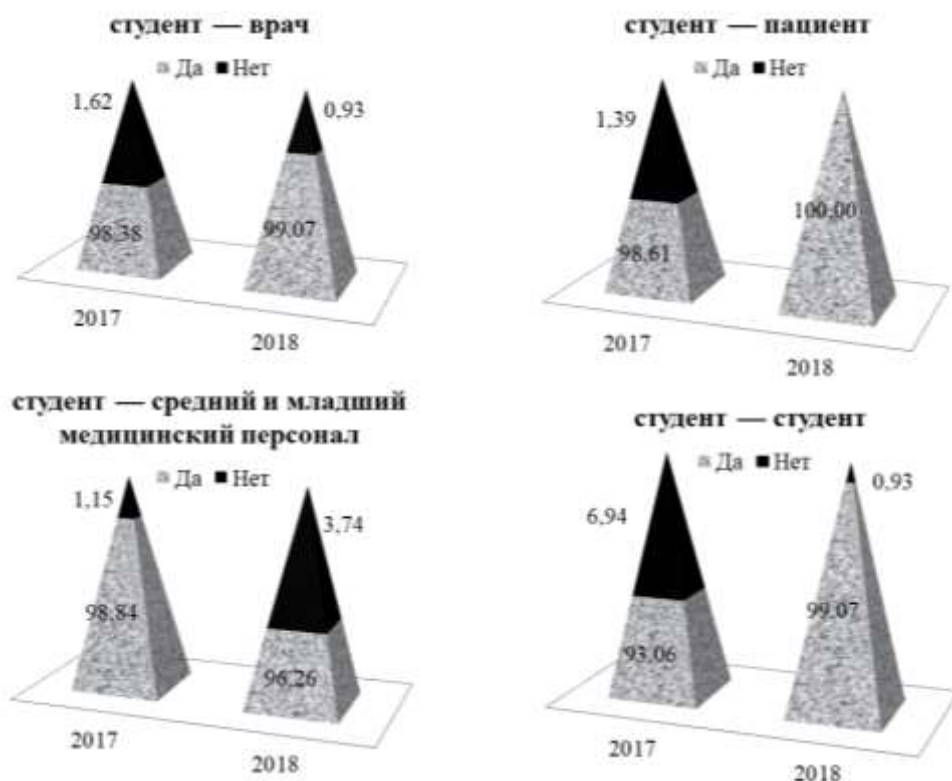 студент — врач
Да Нет
1,62
0,93
98,38
99,07
2017
2018
студент — пациент
Да Нет
1,39
98,61
100,00
2017
2018
студент — средний и младший
медицинский персонал
Да Нет
1,15
3,74
98,84
96,26
2017
2018
студент — студент
Да Нет
6,94
0,93
93,06
99,07
2017
2018